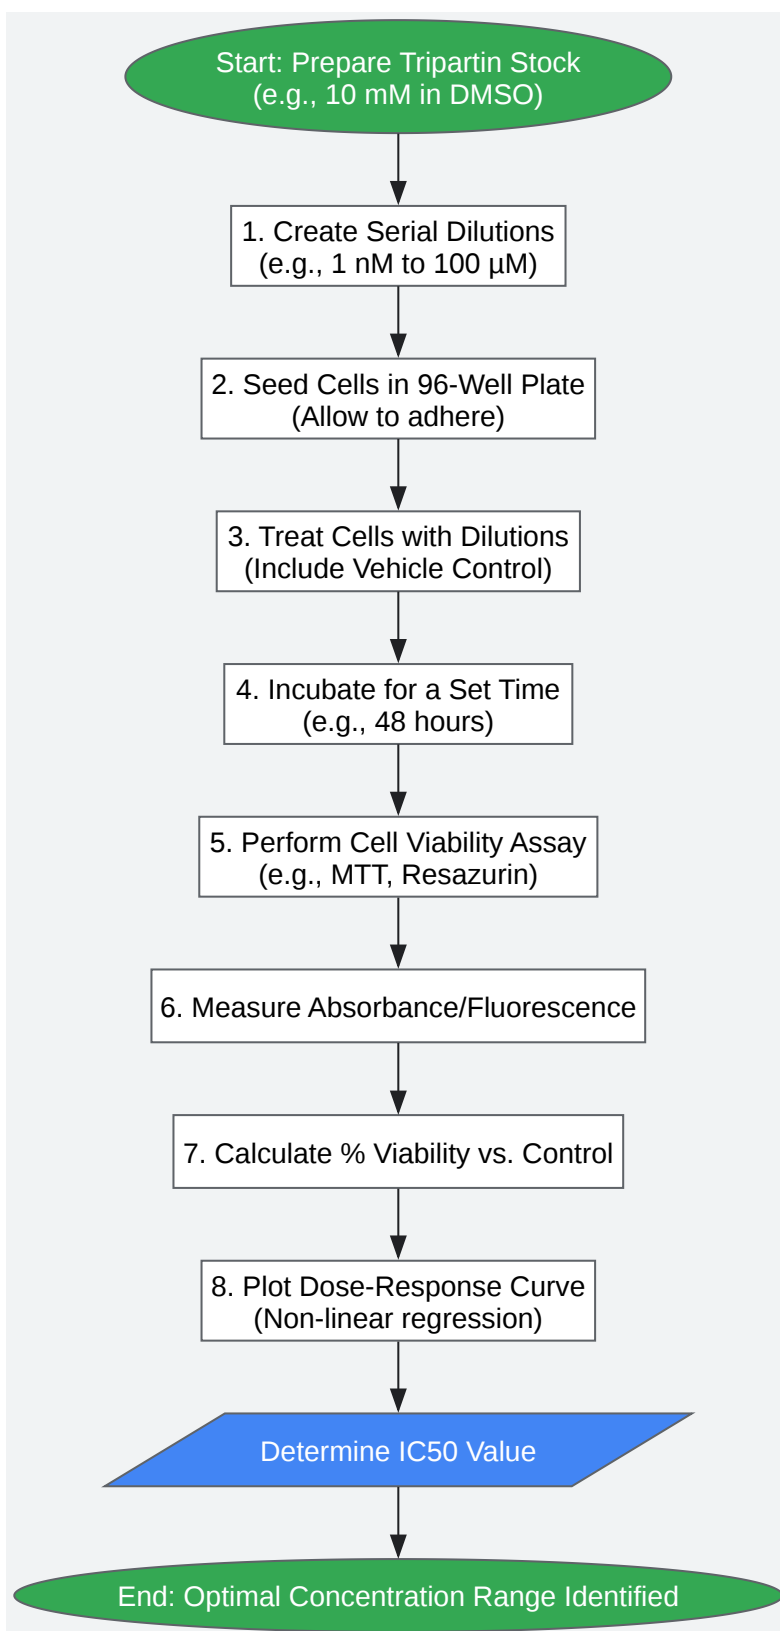 Start: Prepare Tripartin Stock
(e.g., 10 mM in DMSO)
1. Create Serial Dilutions
(e.g., 1 nM to 100 µM)
2. Seed Cells in 96-Well Plate
(Allow to adhere)
3. Treat Cells with Dilutions
(Include Vehicle Control)
4. Incubate for a Set Time
(e.g., 48 hours)
5. Perform Cell Viability Assay
(e.g., MTT, Resazurin)
6. Measure Absorbance/Fluorescence
7. Calculate % Viability vs. Control
8. Plot Dose-Response Curve
(Non-linear regression)
Determine IC50 Value
End: Optimal Concentration Range Identified